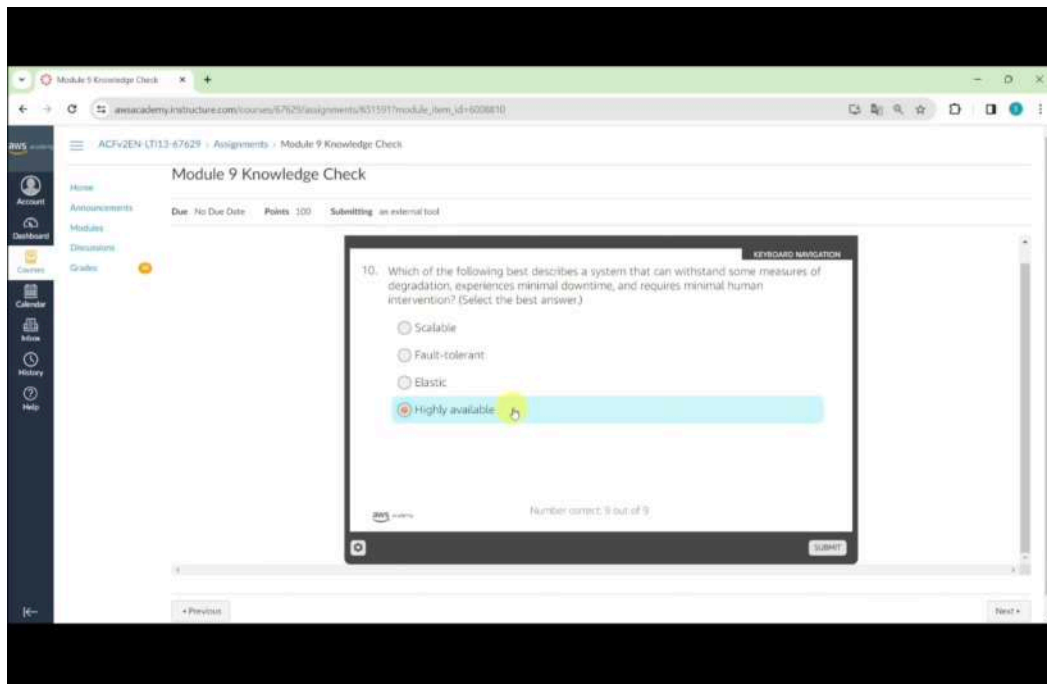 Module 9 Knowledge Check
awsacademy.instructure.com/courses/67629/assignments/651591?module_item_id=6008810
aws
ACFv2EN-LTI13-67629 › Assignments › Module 9 Knowledge Check
Module 9 Knowledge Check
Due No Due Date Points 100 Submitting an external tool
Account
Dashboard
Courses
Calendar
Inbox
History
Help
Home
Announcements
Modules
Discussions
Grades
KEYBOARD NAVIGATION
10. Which of the following best describes a system that can withstand some measures of
degradation, experiences minimal downtime, and requires minimal human
intervention? (Select the best answer.)
Scalable
Fault-tolerant
Elastic
Highly available
aws academy
Number correct: 9 out of 9
SUBMIT
◂ Previous
Next ▸